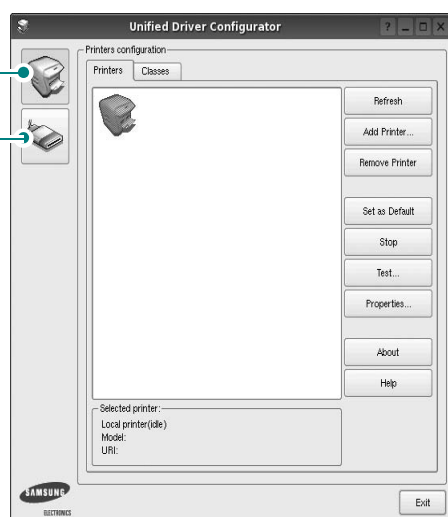 Unified Driver Configurator
Printers configuration
Printers
Classes
Refresh
Add Printer...
Remove Printer
Set as Default
Stop
Test...
Properties...
About
Help
Selected printer:
Local printer(idle)
Model:
URI:
SAMSUNG
ELECTRONICS
Exit